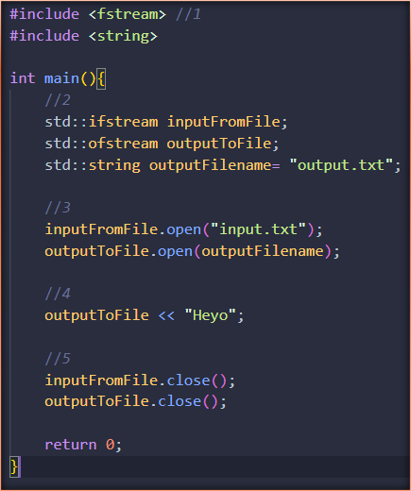 #include <fstream> //1
#include <string>
int main(){
//2
std::ifstream inputFromFile;
std::ofstream outputToFile;
std::string outputFilename= "output.txt";
//3
inputFromFile.open("input.txt");
outputToFile.open(outputFilename);
//4
outputToFile << "Heyo";
//5
inputFromFile.close();
outputToFile.close();
return 0;
}